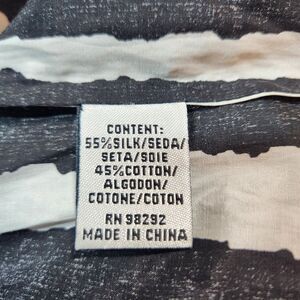 CONTENT:
55%SILK/SEDA/
SETA/SOIE
45%COTTON/
ALGODON/
COTONE/COTON
RN 98292
MADE IN CHINA